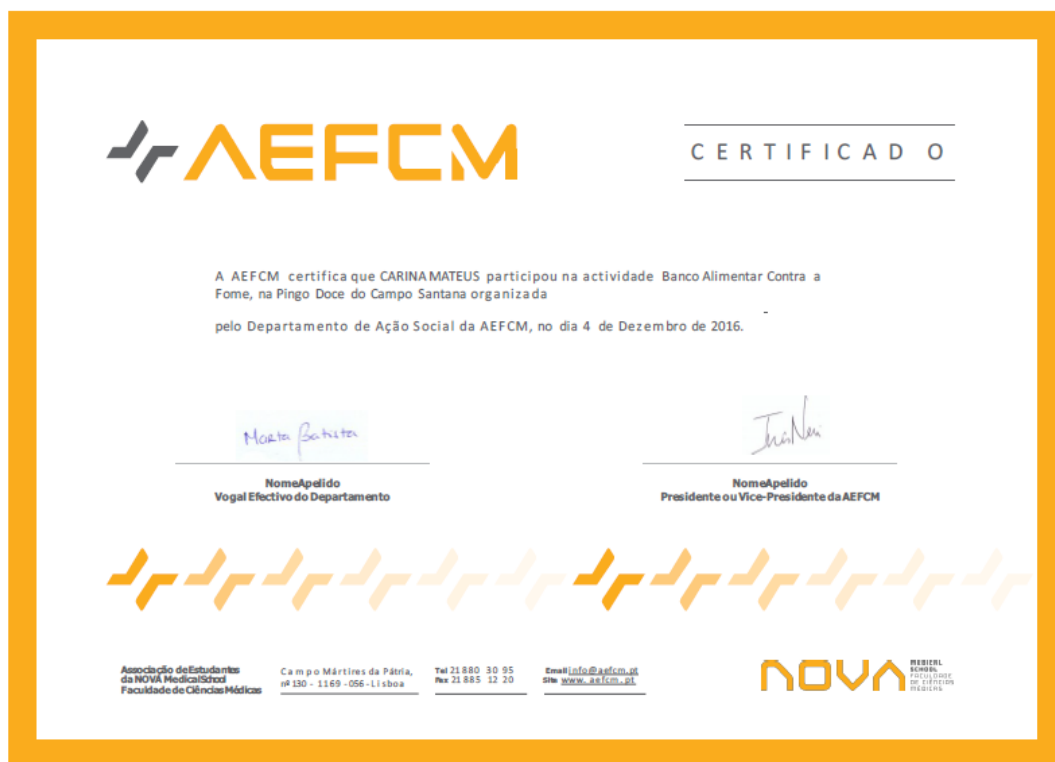 AEFCM
CERTIFICADO
A AEFCM certifica que CARINA MATEUS participou na actividade Banco Alimentar Contra a
Fome, na Pingo Doce do Campo Santana organizada
-
pelo Departamento de Ação Social da AEFCM, no dia 4 de Dezembro de 2016.
Marta Batista
Inês Neri
NomeApelido
Vogal Efectivo do Departamento
NomeApelido
Presidente ou Vice-Presidente da AEFCM
Associação de Estudantes
da NOVA Medical School
Faculdade de Ciências Médicas
Campo Mártires da Pátria,
nº 130 - 1169 -056 - Lisboa
Tel 21 880 30 95
Fax 21 885 12 20
Email info@aefcm.pt
Site www.aefcm.pt
NOVA
MEDICAL
SCHOOL
FACULDADE
DE CIÊNCIAS
MÉDICAS